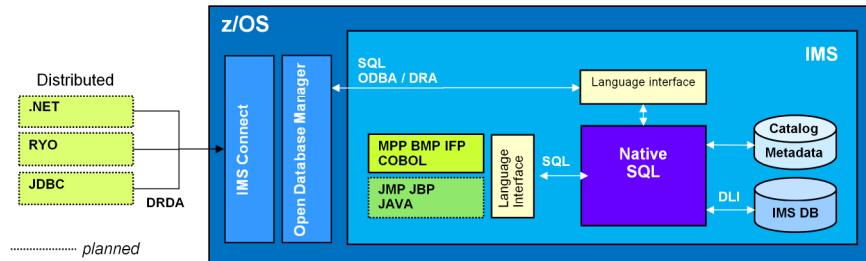 z/OS
IMS
Distributed
.NET
RYO
JDBC
DRDA
planned
IMS Connect
Open Database Manager
SQL
ODBA / DRA
Language interface
MPP BMP IFP
COBOL
JMP JBP
JAVA
Language
Interface
SQL
Native
SQL
Catalog
Metadata
DLI
IMS DB